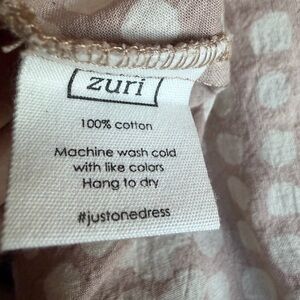 zuri
100% cotton
Machine wash cold
with like colors
Hang to dry
#justonedress